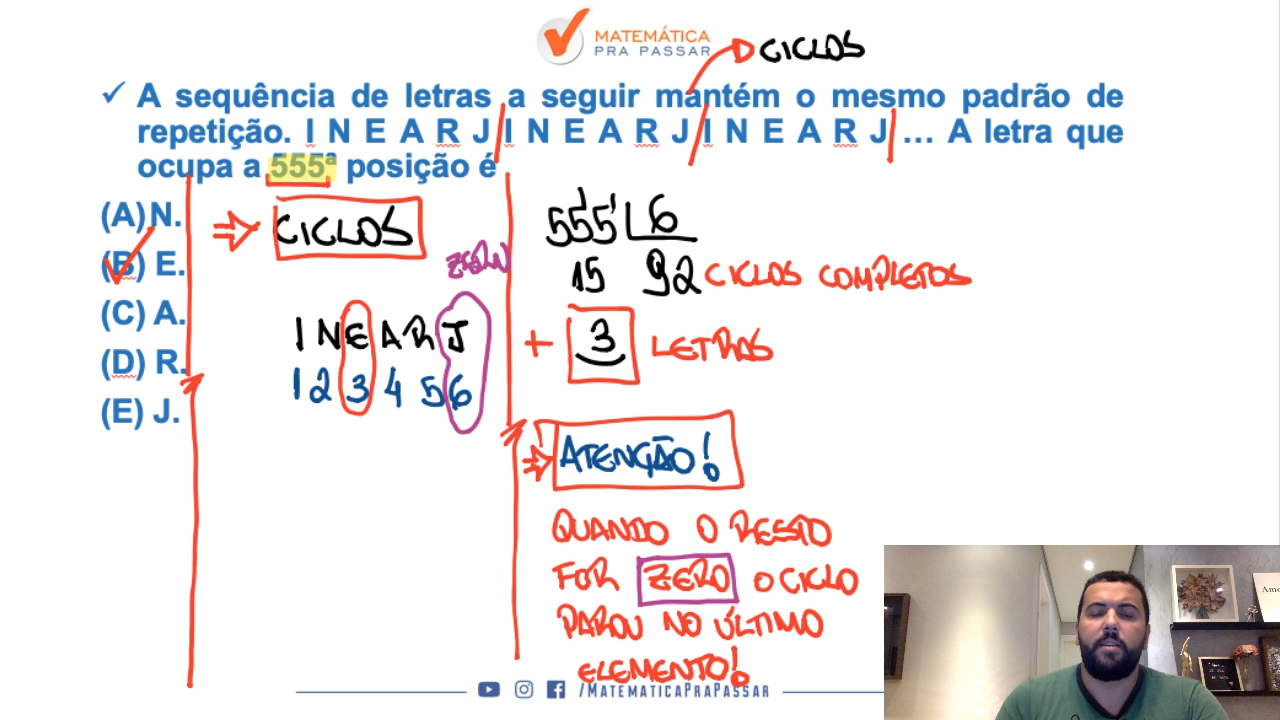 MATEMÁTICA
PRA PASSAR
CICLOS
✓ A sequência de letras a seguir mantém o mesmo padrão de
repetição. I N E A R J I N E A R J I N E A R J ... A letra que
ocupa a 555ª posição é
(A) N.
(B) E.
(C) A.
(D) R.
(E) J.
⇒ CICLOS
ZERO
I N E A R J
1 2 3 4 5 6
555 6
15 92 CICLOS COMPLETOS
+ 3 LETRAS
⇒ ATENÇÃO!
QUANDO O RESTO
FOR ZERO O CICLO
PAROU NO ÚLTIMO
ELEMENTO!
/MATEMATICAPRAPASSAR